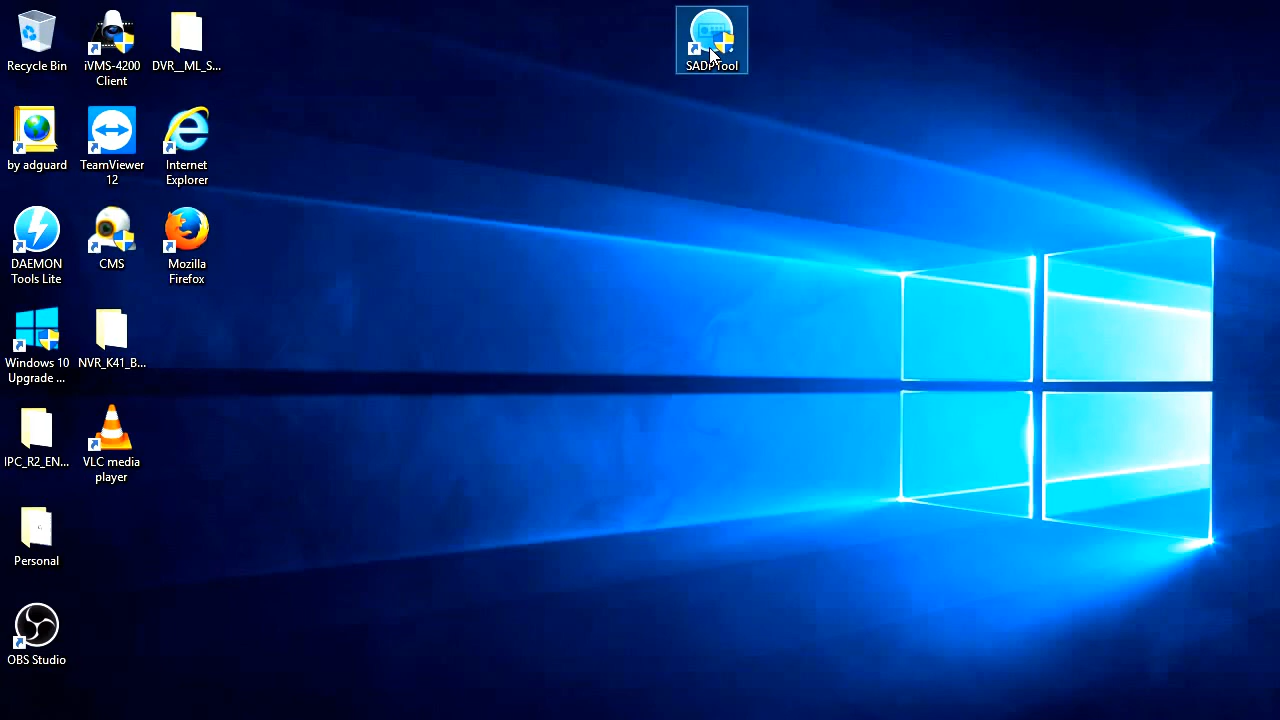 Recycle Bin
iVMS-4200
Client
DVR__ML_S...
SADPTool
by adguard
TeamViewer
12
Internet
Explorer
DAEMON
Tools Lite
CMS
Mozilla
Firefox
Windows 10
Upgrade ...
NVR_K41_B...
IPC_R2_EN...
VLC media
player
Personal
OBS Studio